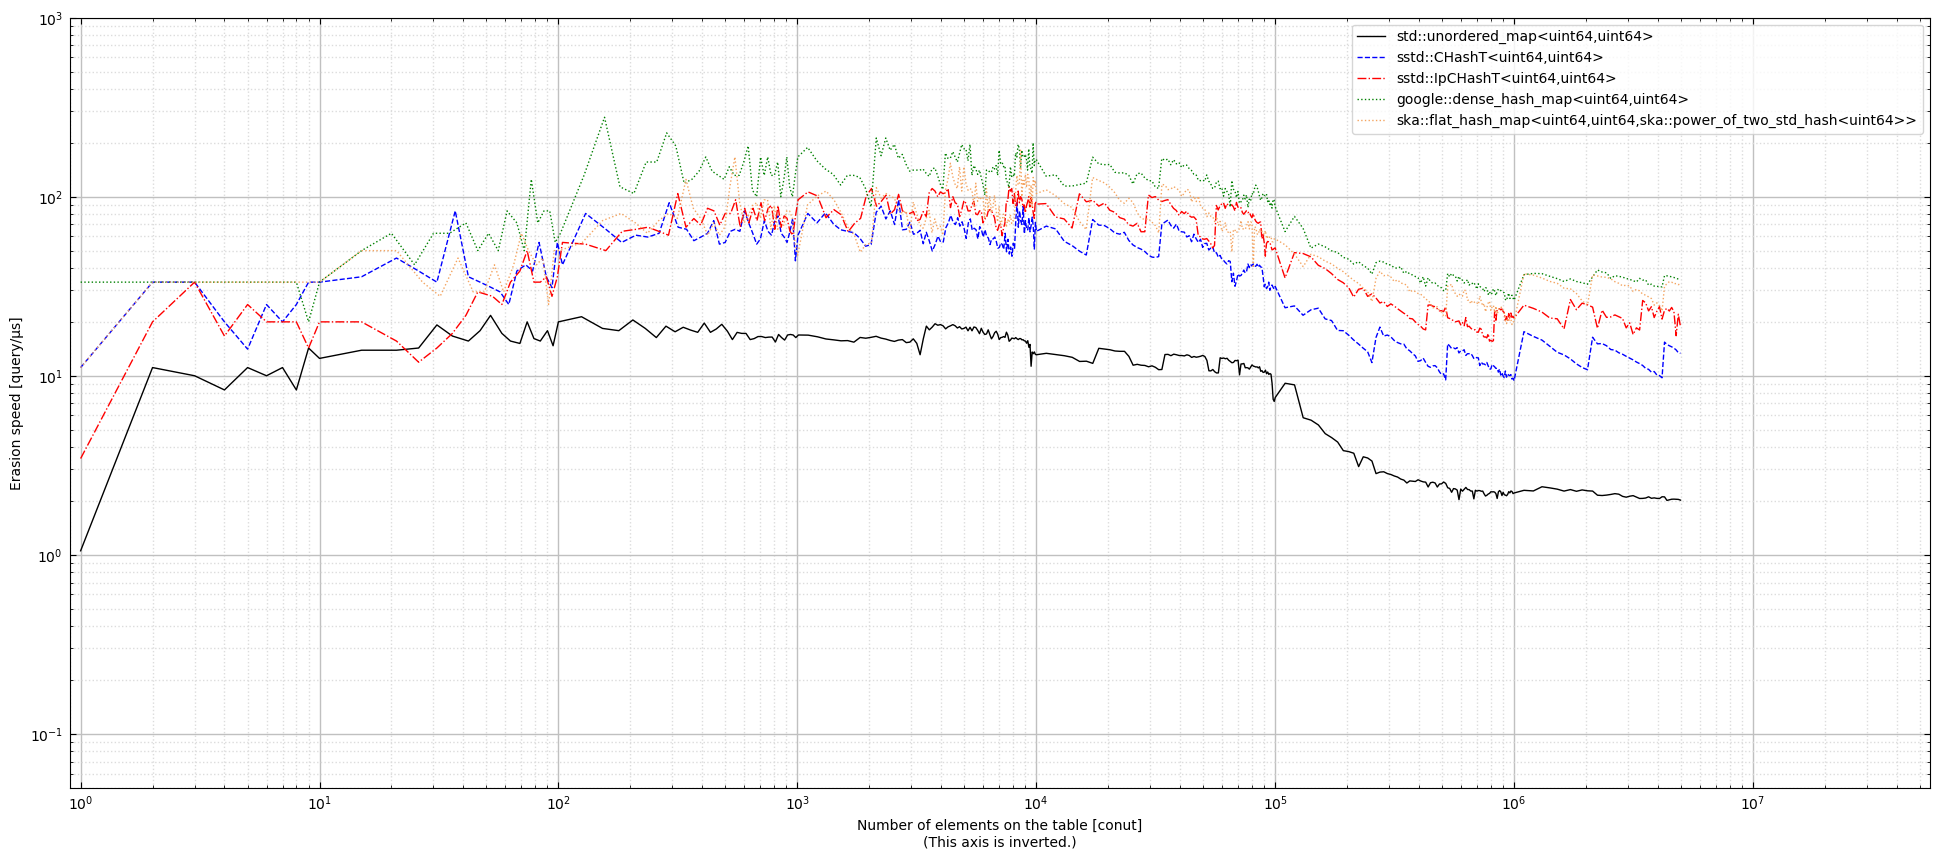 10³
10²
10¹
10⁰
10⁻¹
Erasion speed [query/μs]
std::unordered_map<uint64,uint64>
sstd::CHashT<uint64,uint64>
sstd::IpCHashT<uint64,uint64>
google::dense_hash_map<uint64,uint64>
ska::flat_hash_map<uint64,uint64,ska::power_of_two_std_hash<uint64>>
10⁰ 10¹ 10² 10³ 10⁴ 10⁵ 10⁶ 10⁷
Number of elements on the table [conut]
(This axis is inverted.)